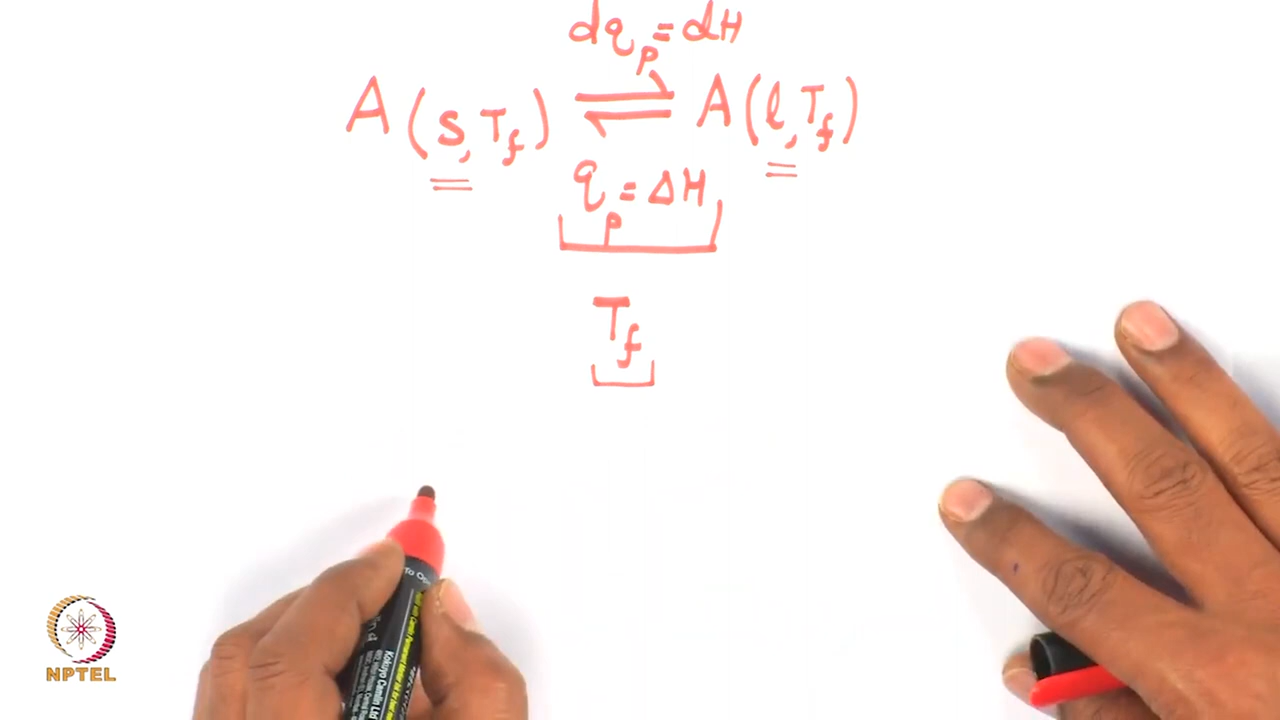 dq_p = dH
A (s, T_f) ⇌ A (l, T_f)
q_p = ΔH
T_f
NPTEL